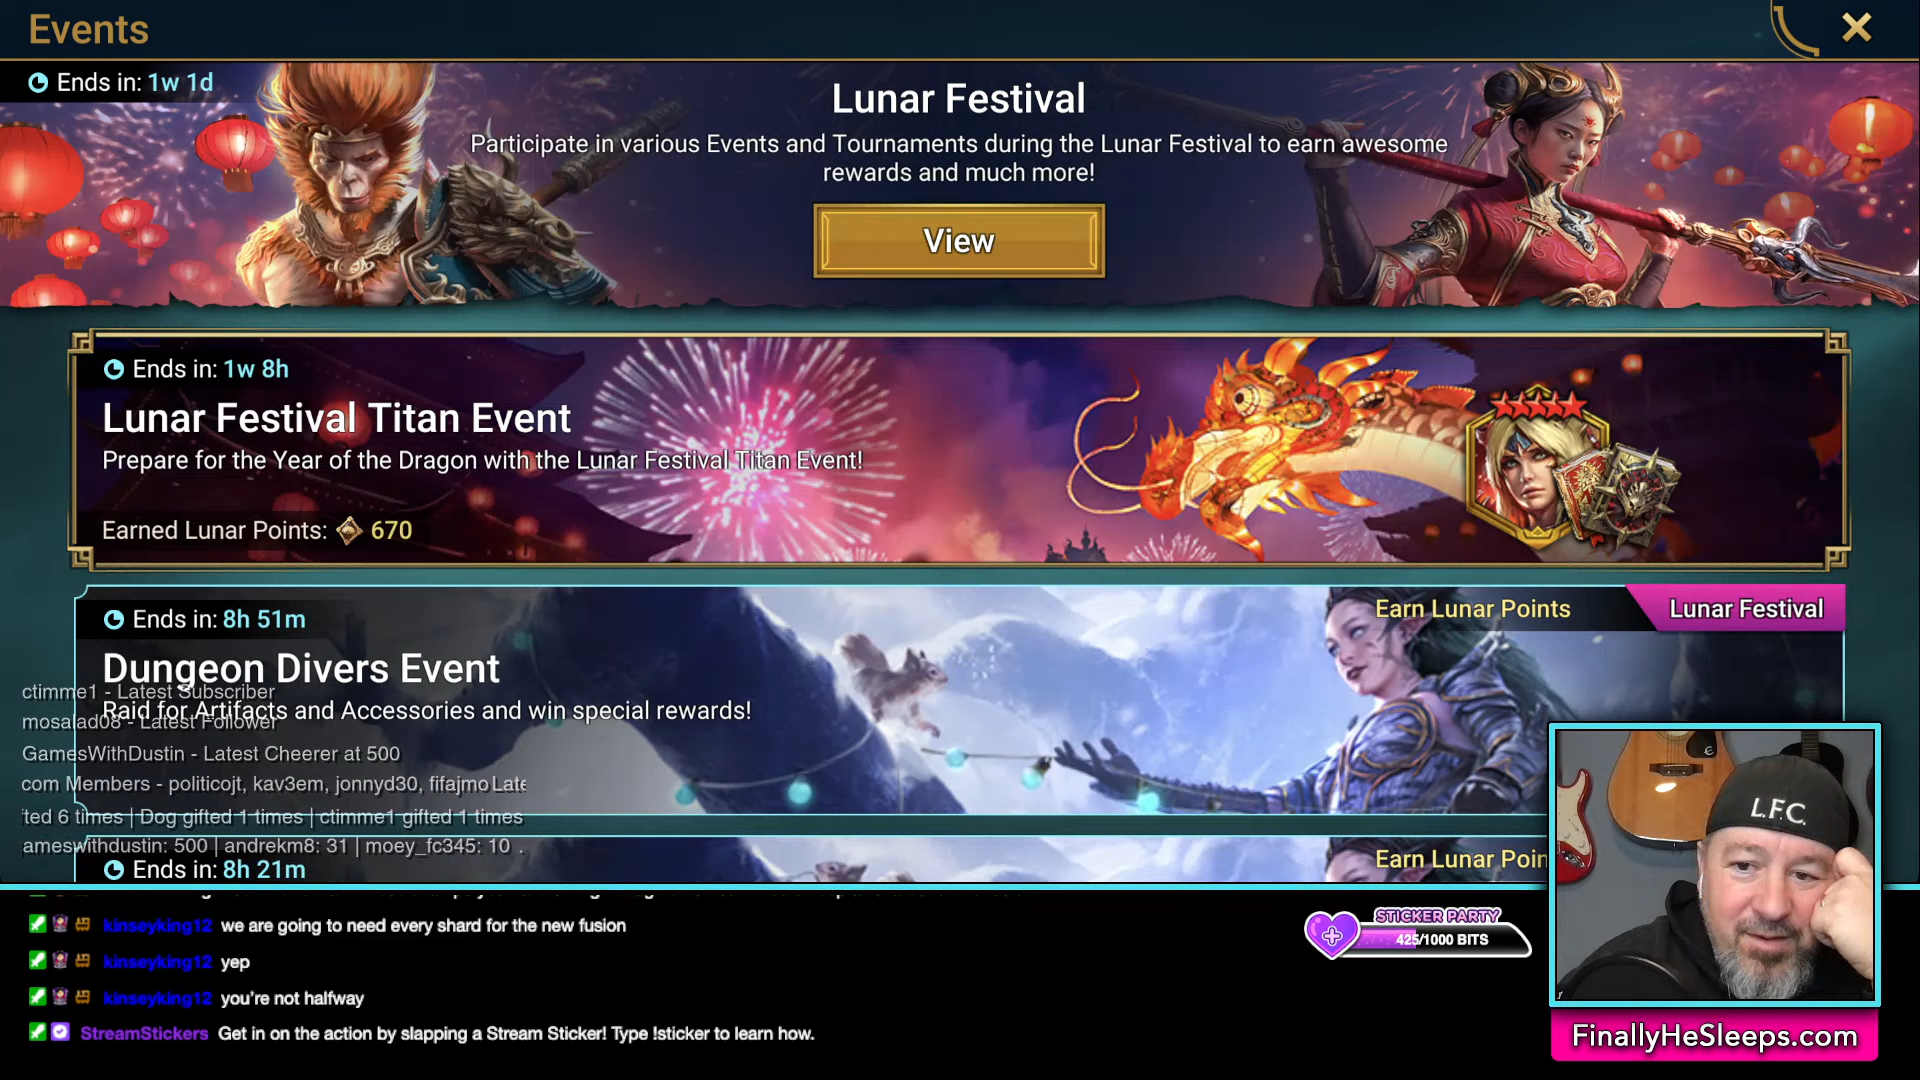 Events
Ends in: 1w 1d
Lunar Festival
Participate in various Events and Tournaments during the Lunar Festival to earn awesome
rewards and much more!
View
Ends in: 1w 8h
Lunar Festival Titan Event
Prepare for the Year of the Dragon with the Lunar Festival Titan Event!
Earned Lunar Points: 670
Ends in: 8h 51m
Earn Lunar Points
Lunar Festival
Dungeon Divers Event
ctimme1 - Latest Subscriber
Raid for Artifacts and Accessories and win special rewards!
mosalad08 - Latest Follower
GamesWithDustin - Latest Cheerer at 500
com Members - politicojt, kav3em, jonnyd30, fifajmo Late
ted 6 times | Dog gifted 1 times | ctimme1 gifted 1 times
ameswithdustin: 500 | andrekm8: 31 | moey_fc345: 10 .
Ends in: 8h 21m
Earn Lunar Poin
L.F.C.
kinseyking12 we are going to need every shard for the new fusion
kinseyking12 yep
kinseyking12 you're not halfway
StreamStickers Get in on the action by slapping a Stream Sticker! Type !sticker to learn how.
STICKER PARTY
425/1000 BITS
FinallyHeSleeps.com